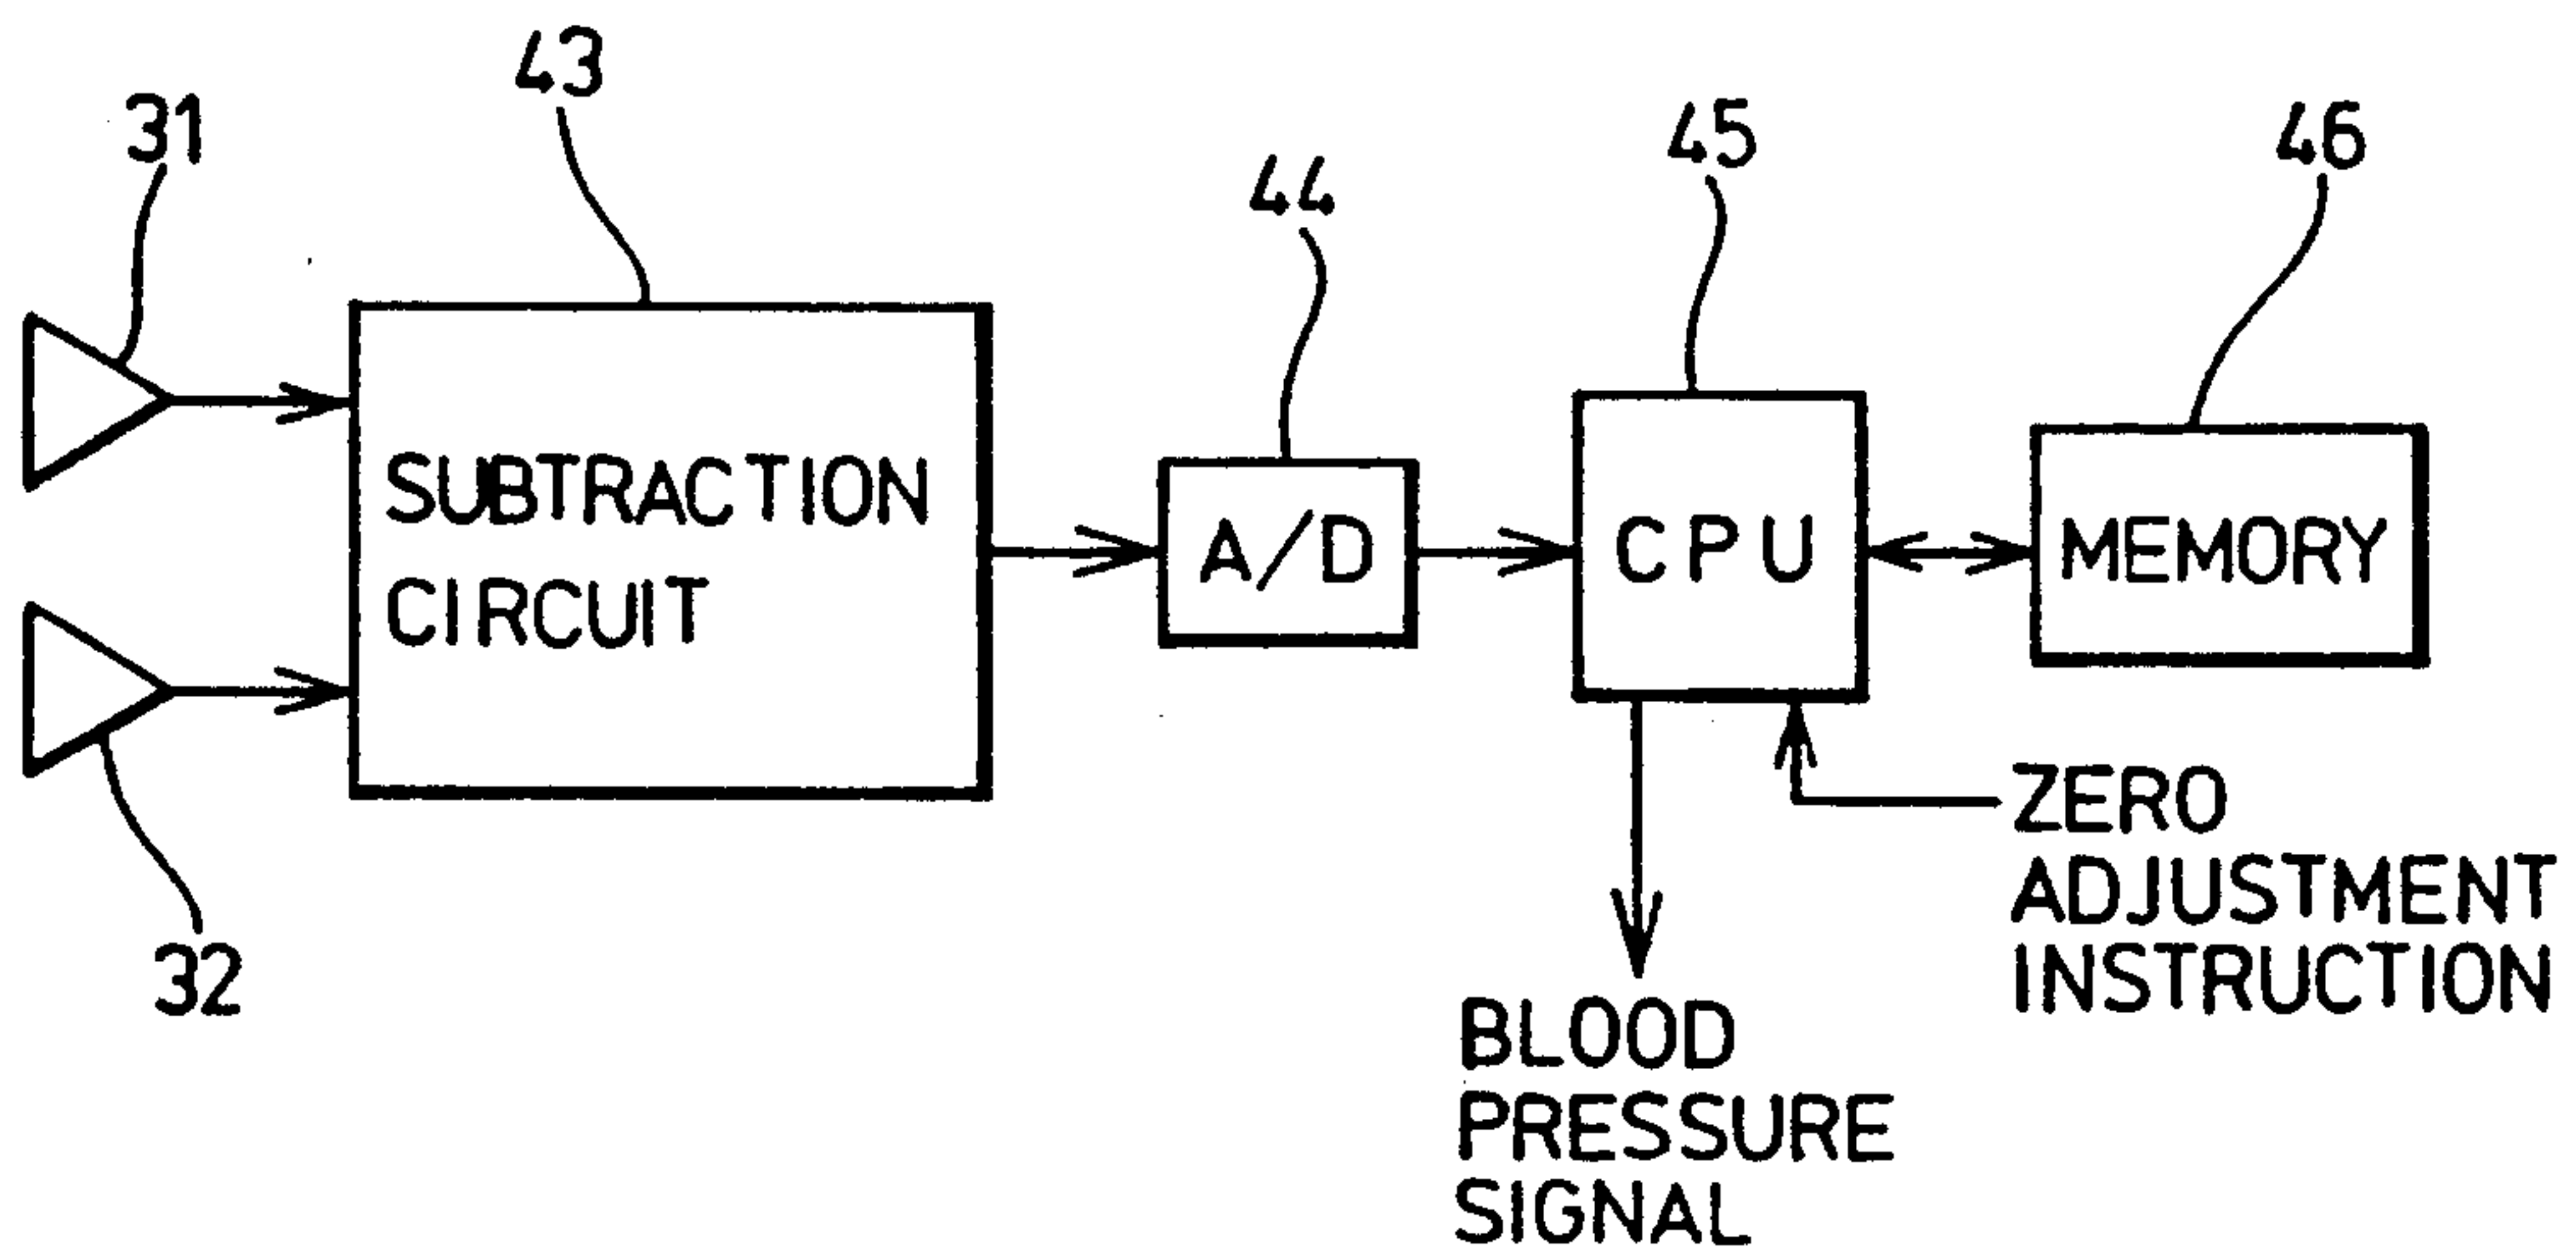 43
31
45
46
44
SUBTRACTION
CIRCUIT
A/D
CPU
MEMORY
32
ZERO
ADJUSTMENT
INSTRUCTION
BLOOD
PRESSURE
SIGNAL